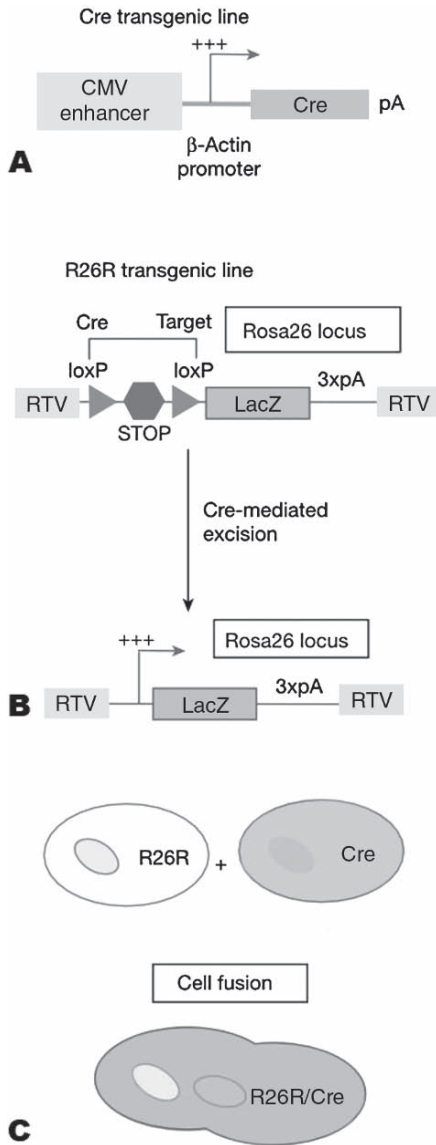 Cre transgenic line
+++
CMV
enhancer
Cre
pA
β-Actin
promoter
A
R26R transgenic line
Cre
Target
Rosa26 locus
loxP
loxP
3xpA
RTV
LacZ
RTV
STOP
Cre-mediated
excision
+++
Rosa26 locus
3xpA
B
RTV
LacZ
RTV
R26R
+
Cre
Cell fusion
R26R/Cre
C